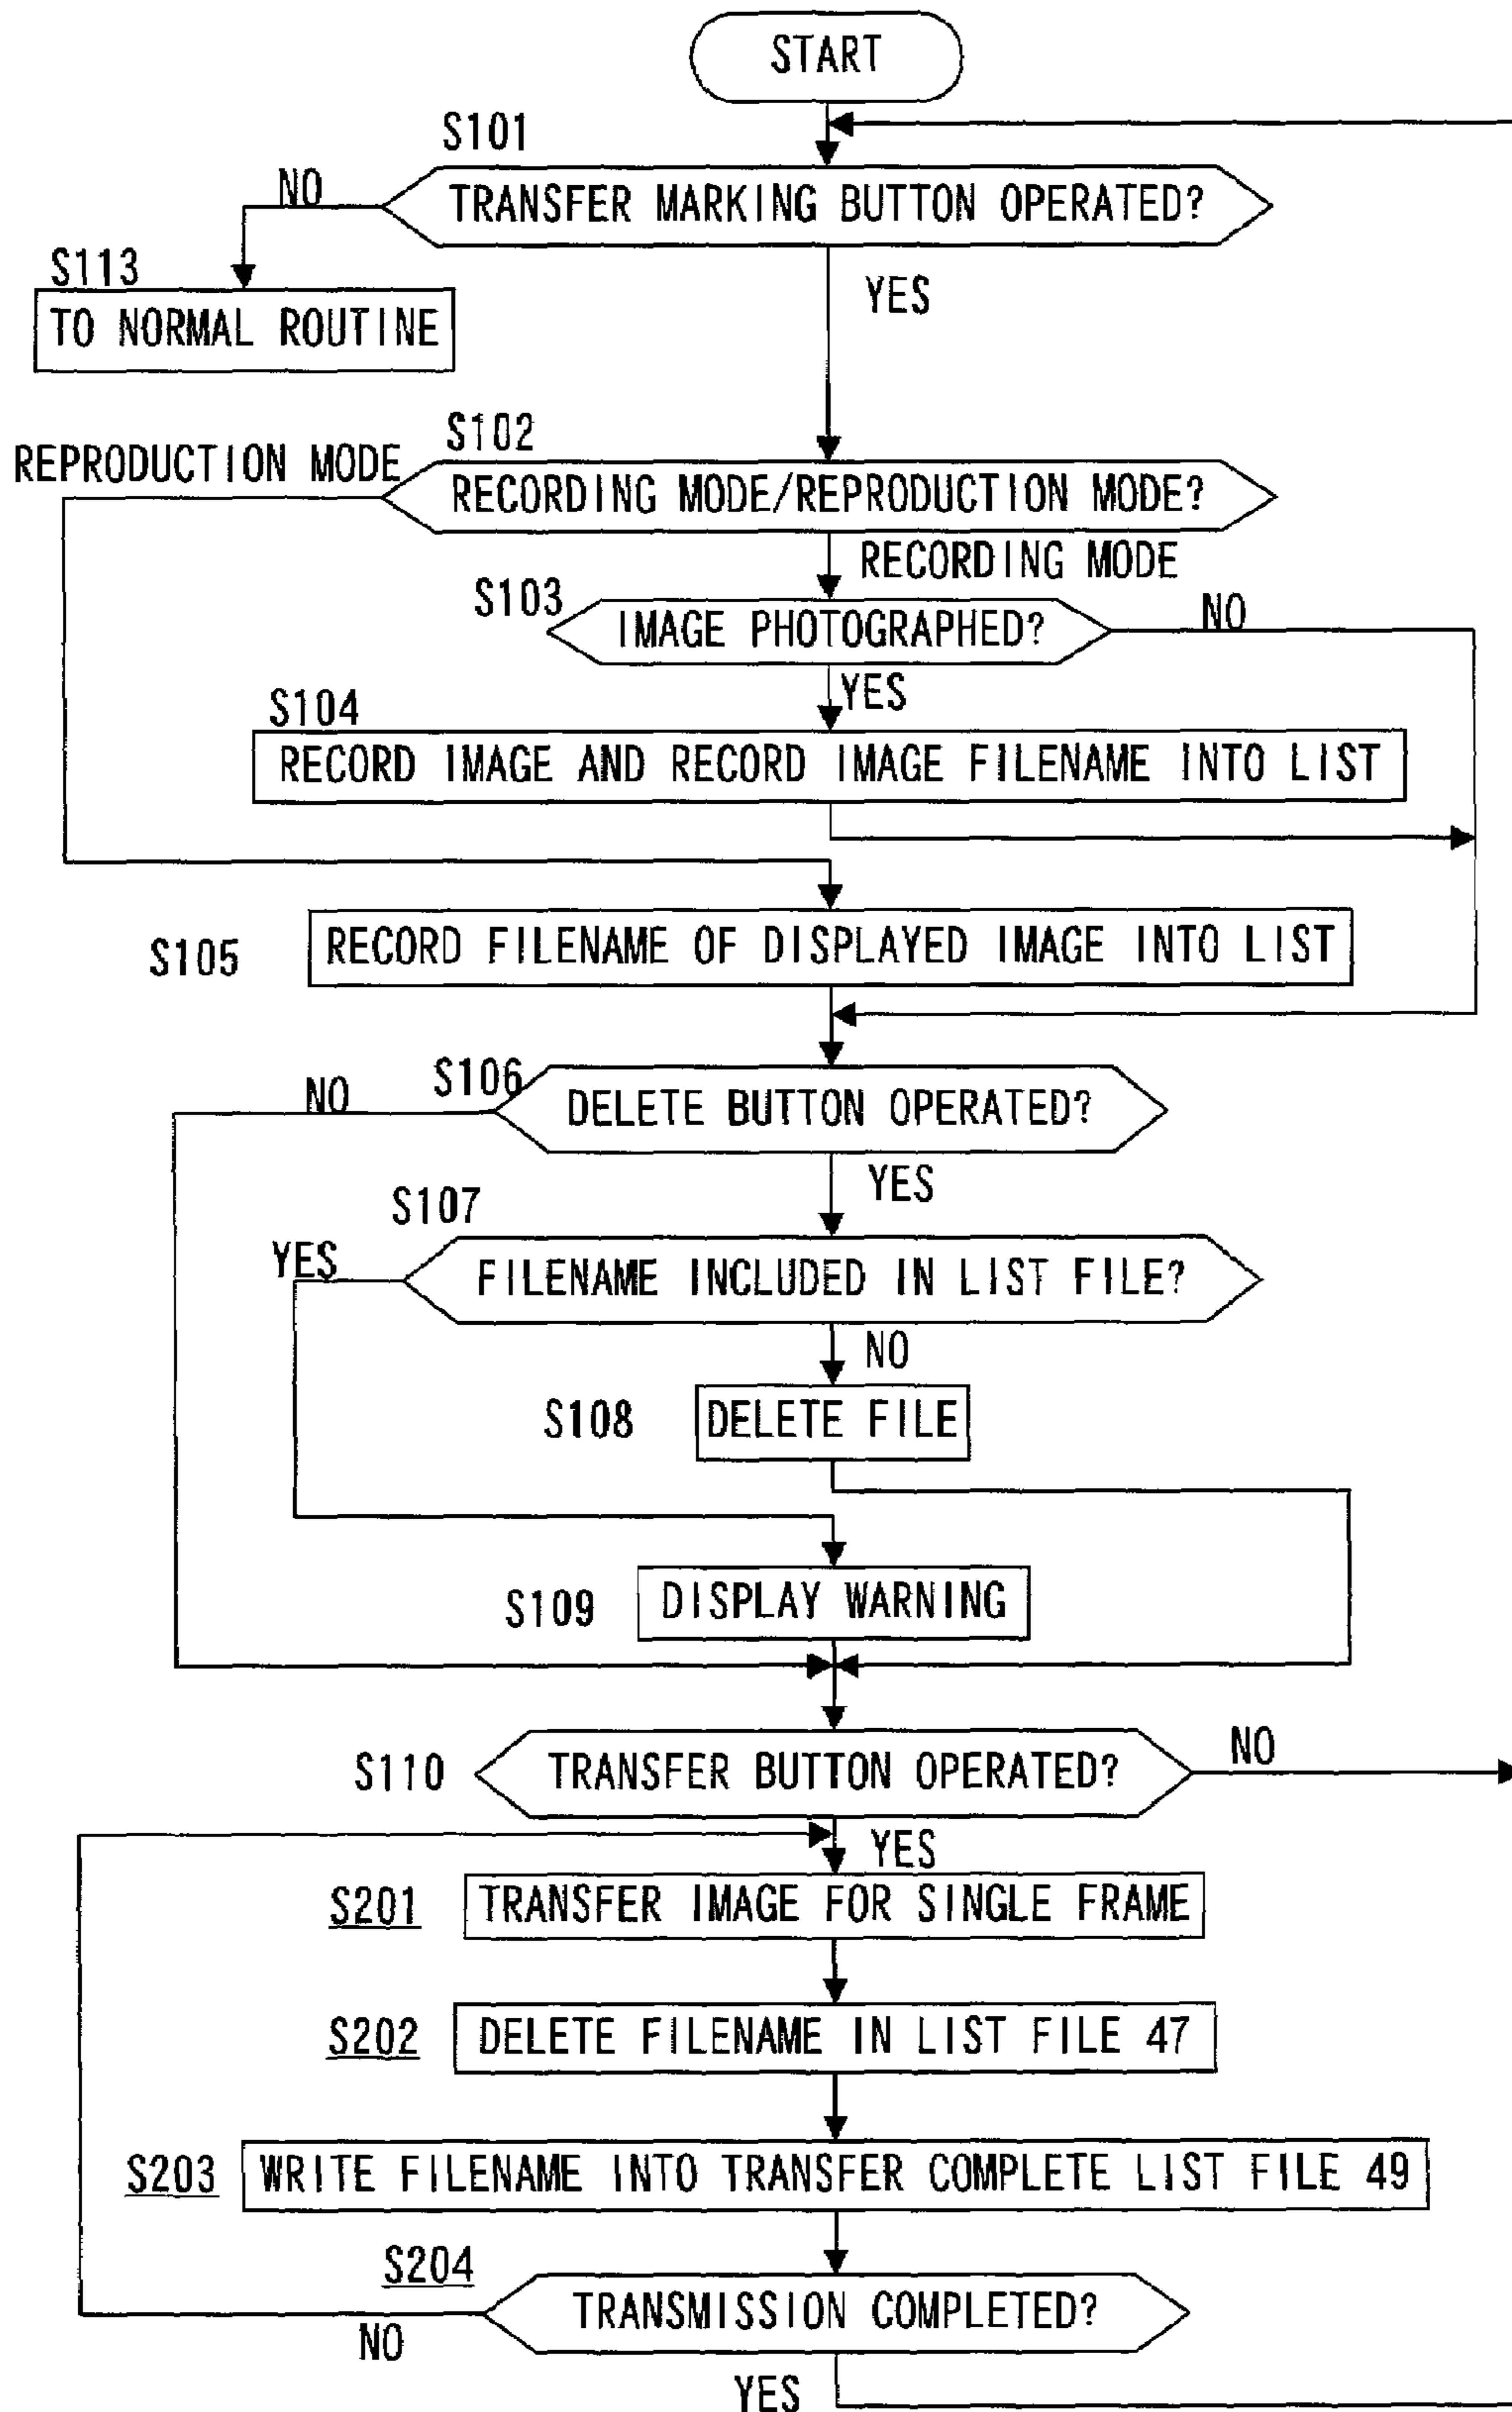 START
S101
NO
TRANSFER MARKING BUTTON OPERATED?
S113
YES
TO NORMAL ROUTINE
S102
REPRODUCTION MODE
RECORDING MODE/REPRODUCTION MODE?
RECORDING MODE
S103
IMAGE PHOTOGRAPHED?
NO
YES
S104
RECORD IMAGE AND RECORD IMAGE FILENAME INTO LIST
S105
RECORD FILENAME OF DISPLAYED IMAGE INTO LIST
S106
NO
DELETE BUTTON OPERATED?
YES
S107
YES
FILENAME INCLUDED IN LIST FILE?
NO
S108
DELETE FILE
S109
DISPLAY WARNING
S110
TRANSFER BUTTON OPERATED?
NO
YES
S201
TRANSFER IMAGE FOR SINGLE FRAME
S202
DELETE FILENAME IN LIST FILE 47
S203
WRITE FILENAME INTO TRANSFER COMPLETE LIST FILE 49
S204
TRANSMISSION COMPLETED?
NO
YES